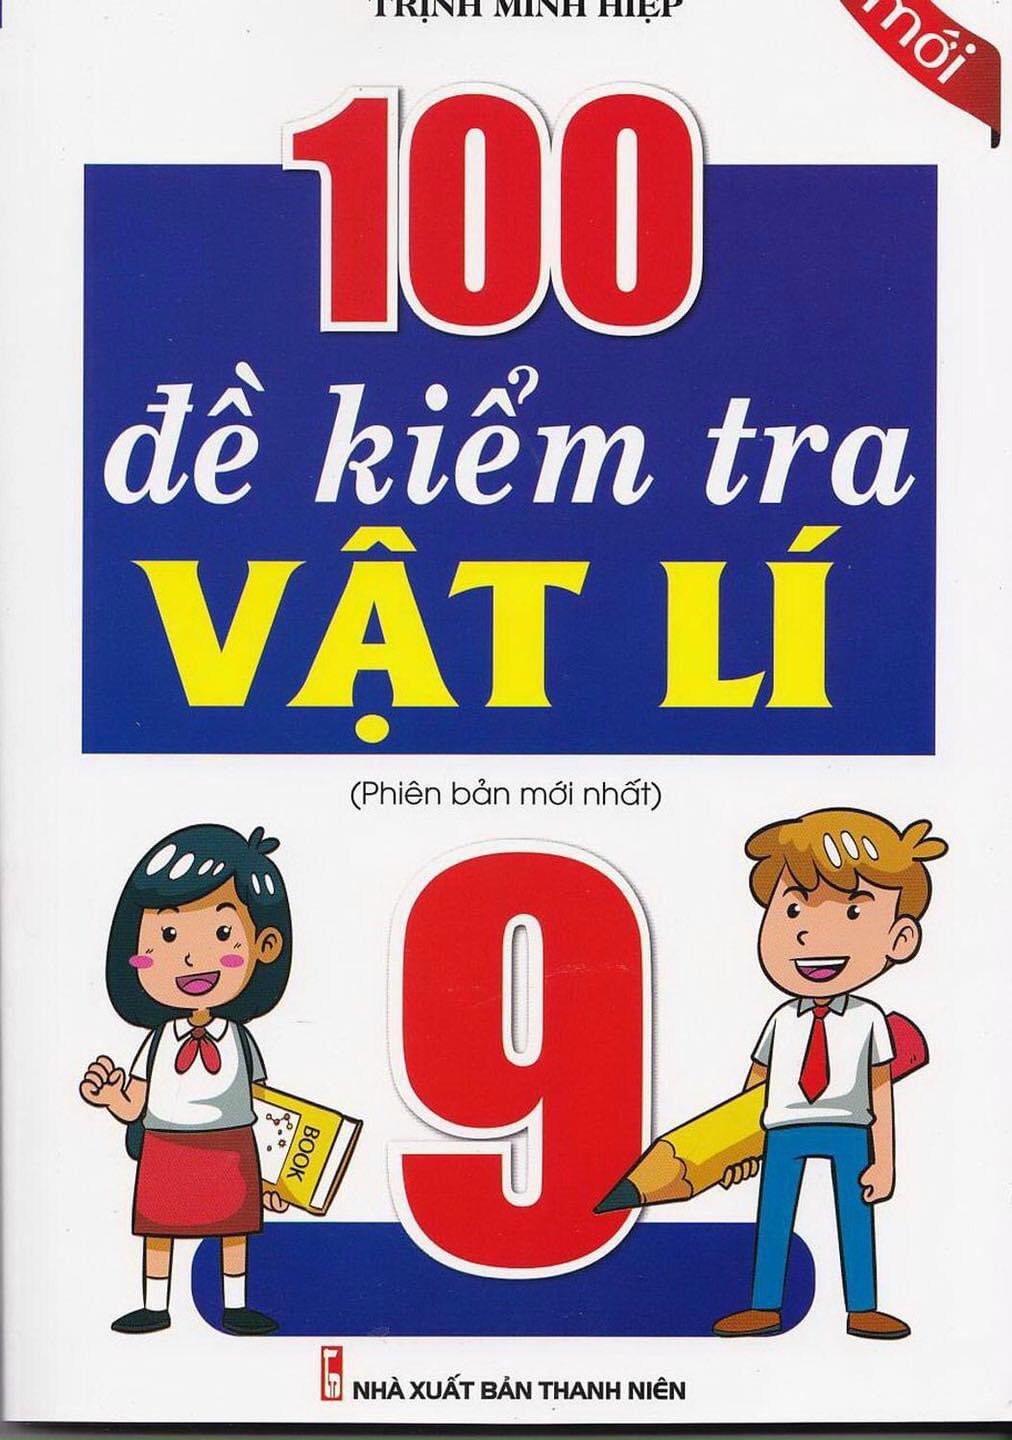 TRỊNH MINH HIỆP
mới
100
đề kiểm tra
VẬT LÍ
(Phiên bản mới nhất)
9
BOOK
NHÀ XUẤT BẢN THANH NIÊN